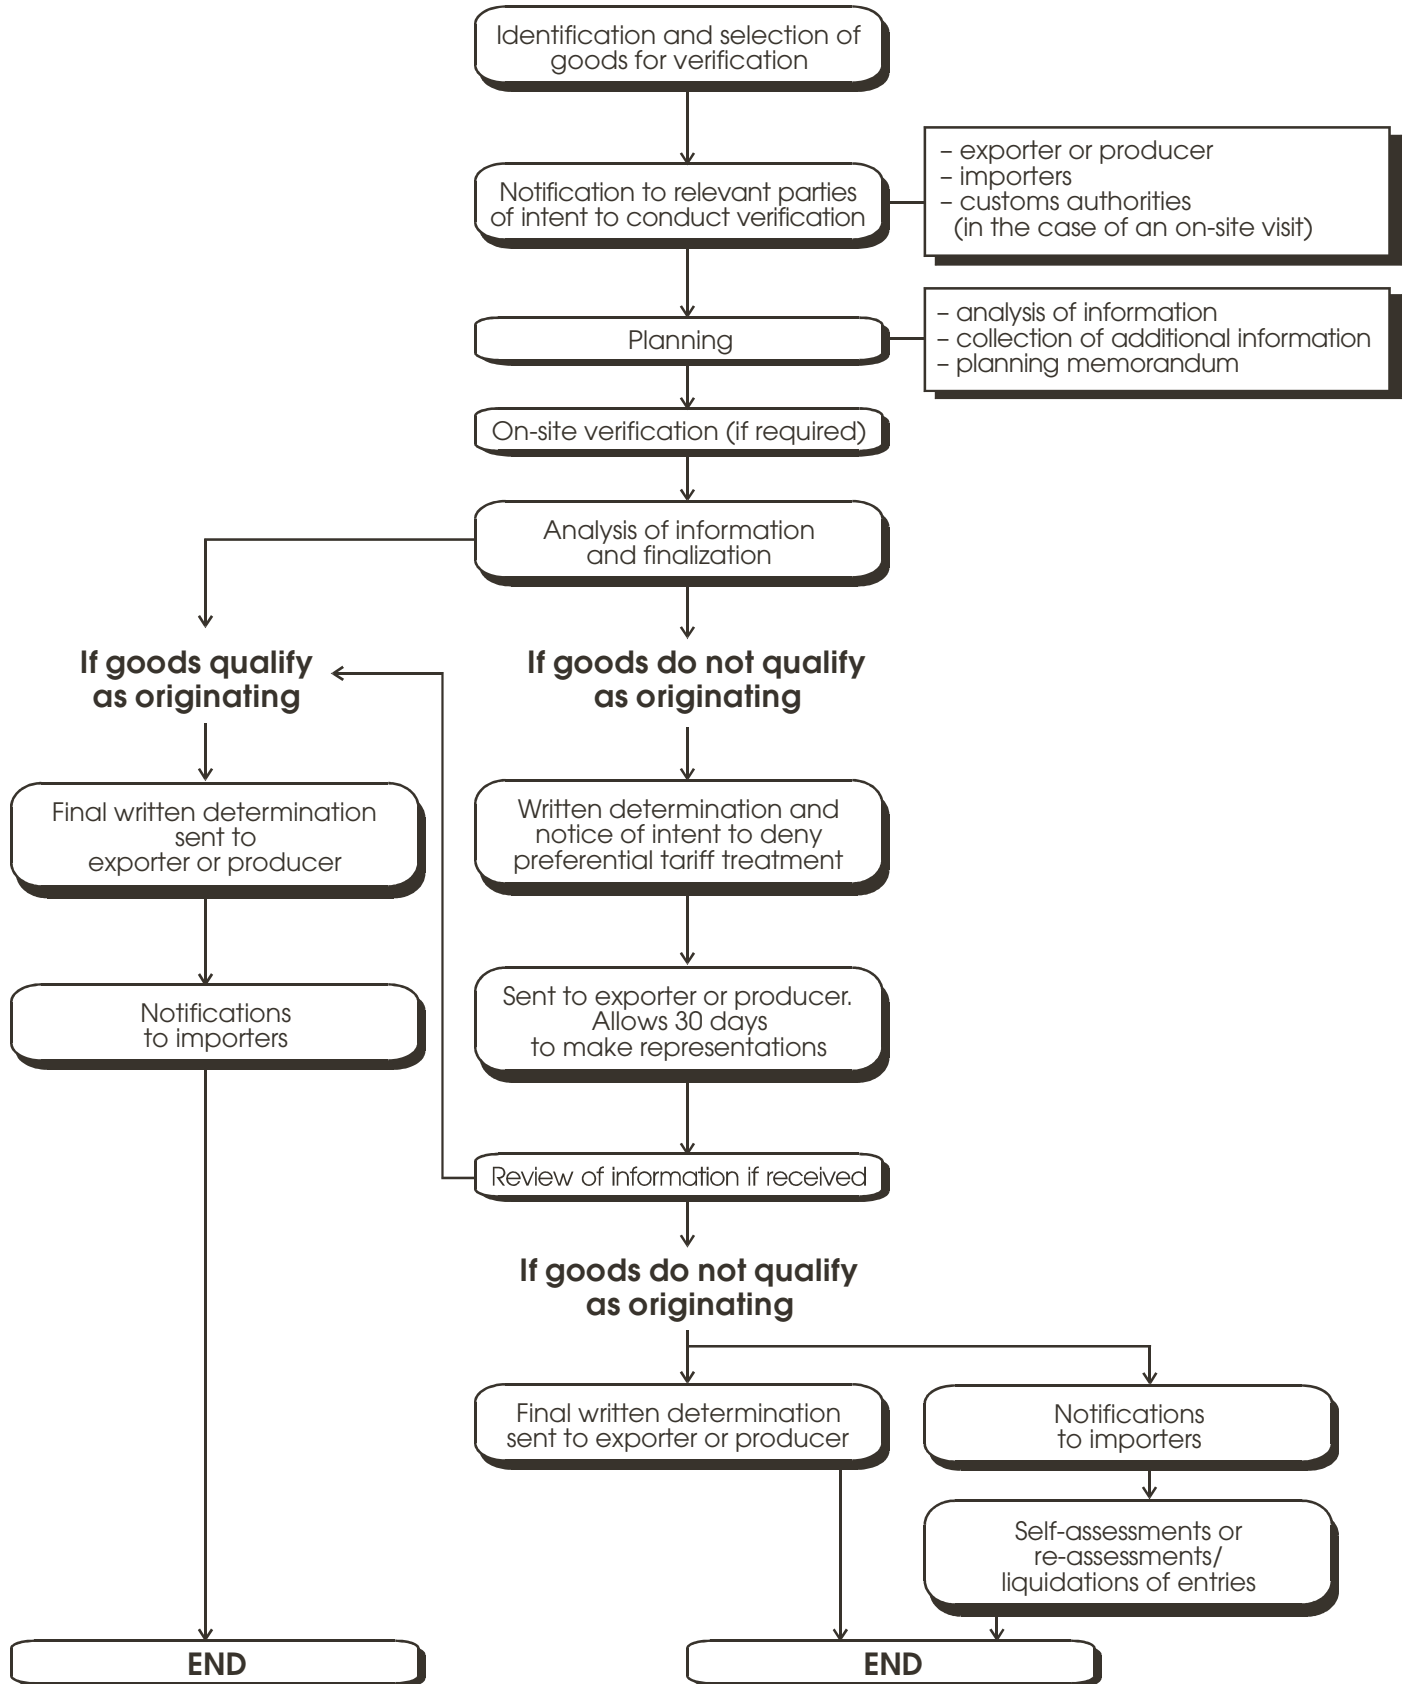 Identification and selection of
goods for verification
Notification to relevant parties
of intent to conduct verification
– exporter or producer
– importers
– customs authorities
(in the case of an on-site visit)
Planning
– analysis of information
– collection of additional information
– planning memorandum
On-site verification (if required)
Analysis of information
and finalization
If goods qualify
as originating
If goods do not qualify
as originating
Final written determination
sent to
exporter or producer
Written determination and
notice of intent to deny
preferential tariff treatment
Notifications
to importers
Sent to exporter or producer.
Allows 30 days
to make representations
Review of information if received
If goods do not qualify
as originating
Final written determination
sent to exporter or producer
Notifications
to importers
Self-assessments or
re-assessments/
liquidations of entries
END
END